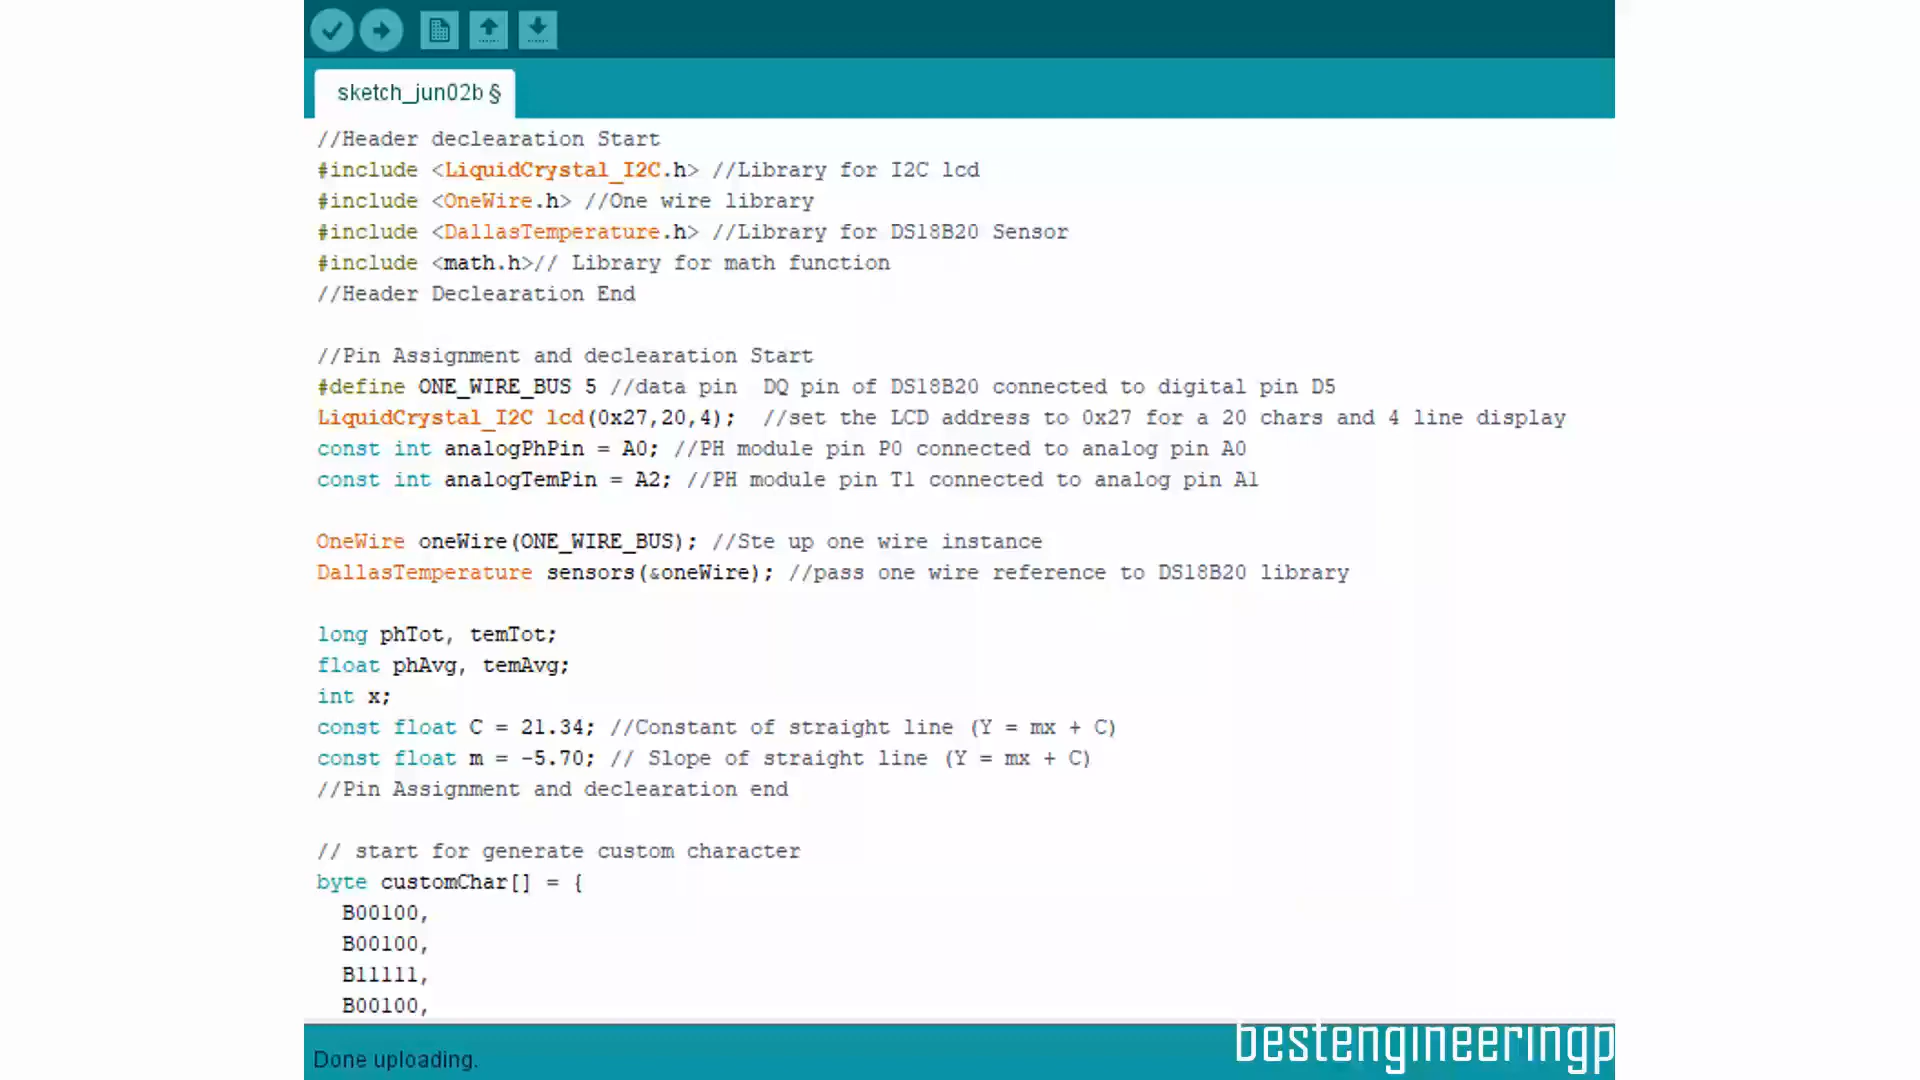 sketch_jun02b §
//Header declearation Start
#include <LiquidCrystal_I2C.h> //Library for I2C lcd
#include <OneWire.h> //One wire library
#include <DallasTemperature.h> //Library for DS18B20 Sensor
#include <math.h>// Library for math function
//Header Declearation End
//Pin Assignment and declearation Start
#define ONE_WIRE_BUS 5 //data pin  DQ pin of DS18B20 connected to digital pin D5
LiquidCrystal_I2C lcd(0x27,20,4);  //set the LCD address to 0x27 for a 20 chars and 4 line display
const int analogPhPin = A0; //PH module pin P0 connected to analog pin A0
const int analogTemPin = A2; //PH module pin T1 connected to analog pin A1
OneWire oneWire(ONE_WIRE_BUS); //Ste up one wire instance
DallasTemperature sensors(&oneWire); //pass one wire reference to DS18B20 library
long phTot, temTot;
float phAvg, temAvg;
int x;
const float C = 21.34; //Constant of straight line (Y = mx + C)
const float m = -5.70; // Slope of straight line (Y = mx + C)
//Pin Assignment and declearation end
// start for generate custom character
byte customChar[] = {
B00100,
B00100,
B11111,
B00100,
Done uploading.
bestengineeringp